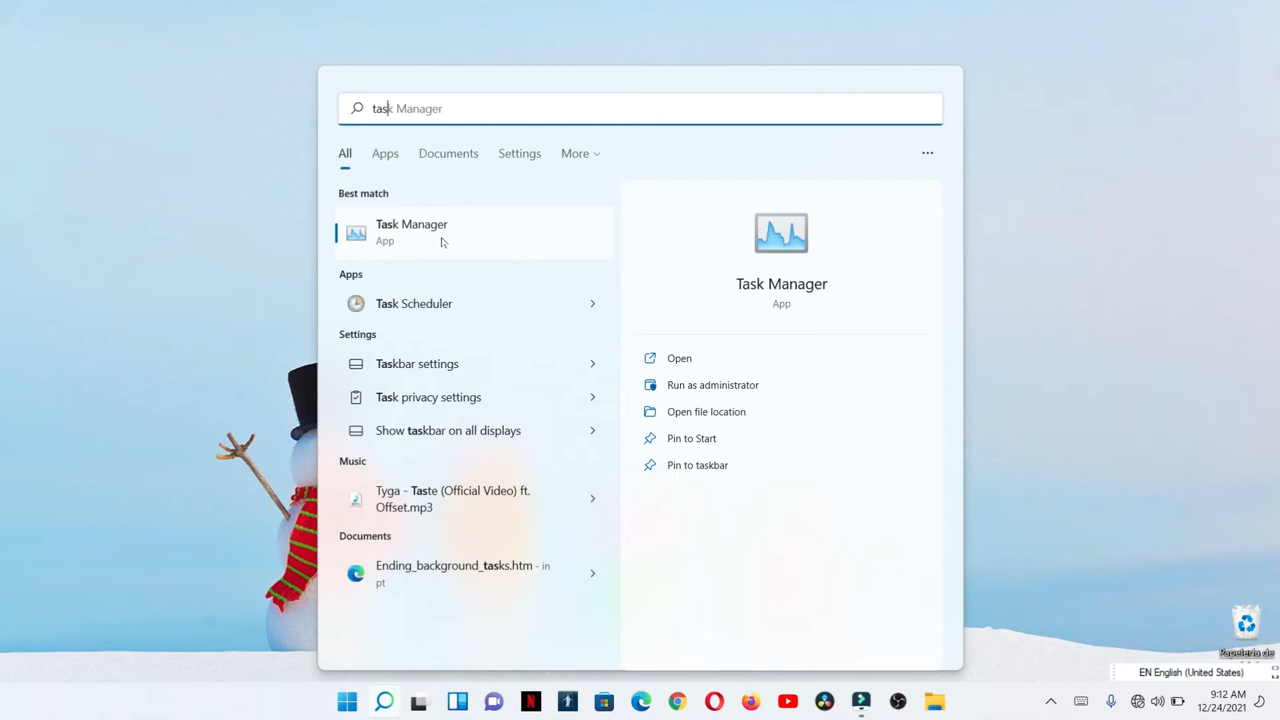 task Manager
All Apps Documents Settings More
Best match
Task Manager
App
Apps
Task Scheduler
Settings
Taskbar settings
Task privacy settings
Show taskbar on all displays
Music
Tyga - Taste (Official Video) ft.
Offset.mp3
Documents
Ending_background_tasks.htm - in
pt
Task Manager
App
Open
Run as administrator
Open file location
Pin to Start
Pin to taskbar
Papelería de
EN English (United States)
9:12 AM
12/24/2021